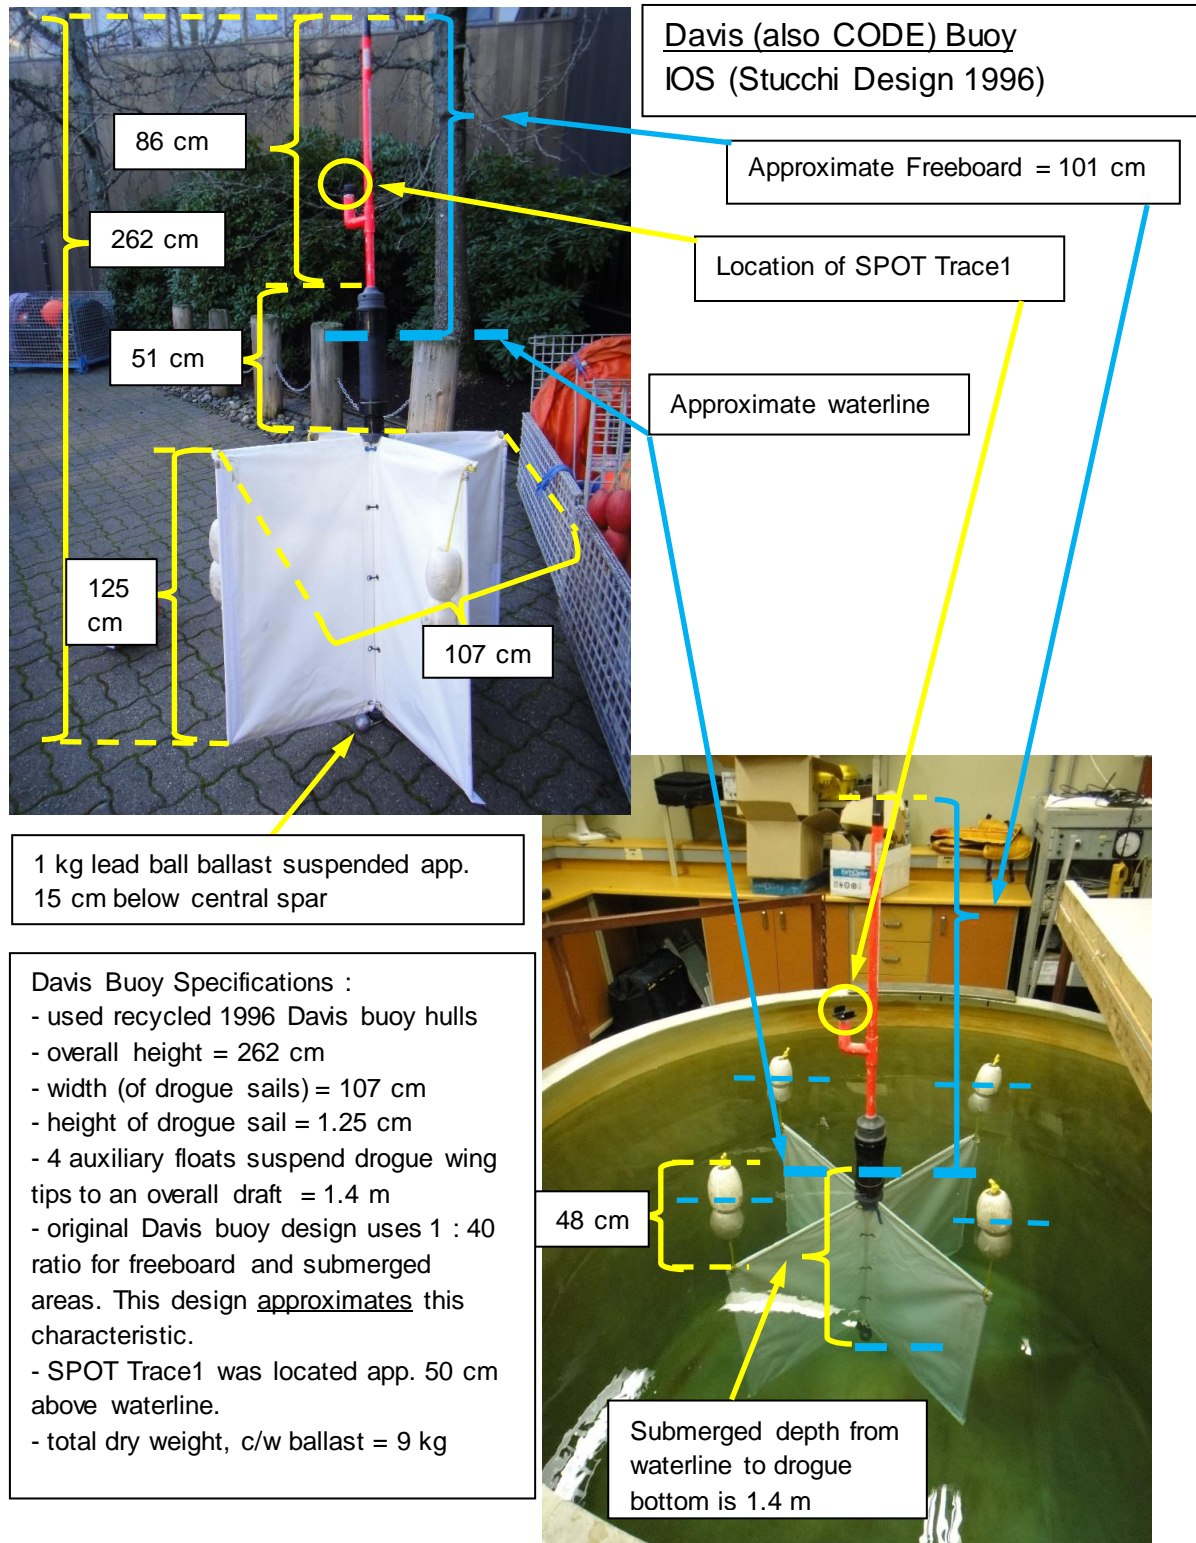 Davis (also CODE) Buoy
IOS (Stucchi Design 1996)
86 cm
Approximate Freeboard = 101 cm
262 cm
Location of SPOT Trace1
51 cm
Approximate waterline
125
cm
107 cm
1 kg lead ball ballast suspended app.
15 cm below central spar
Davis Buoy Specifications :
- used recycled 1996 Davis buoy hulls
- overall height = 262 cm
- width (of drogue sails) = 107 cm
- height of drogue sail = 1.25 cm
- 4 auxiliary floats suspend drogue wing
tips to an overall draft = 1.4 m
- original Davis buoy design uses 1 : 40
ratio for freeboard and submerged
areas. This design approximates this
characteristic.
- SPOT Trace1 was located app. 50 cm
above waterline.
- total dry weight, c/w ballast = 9 kg
48 cm
Submerged depth from
waterline to drogue
bottom is 1.4 m